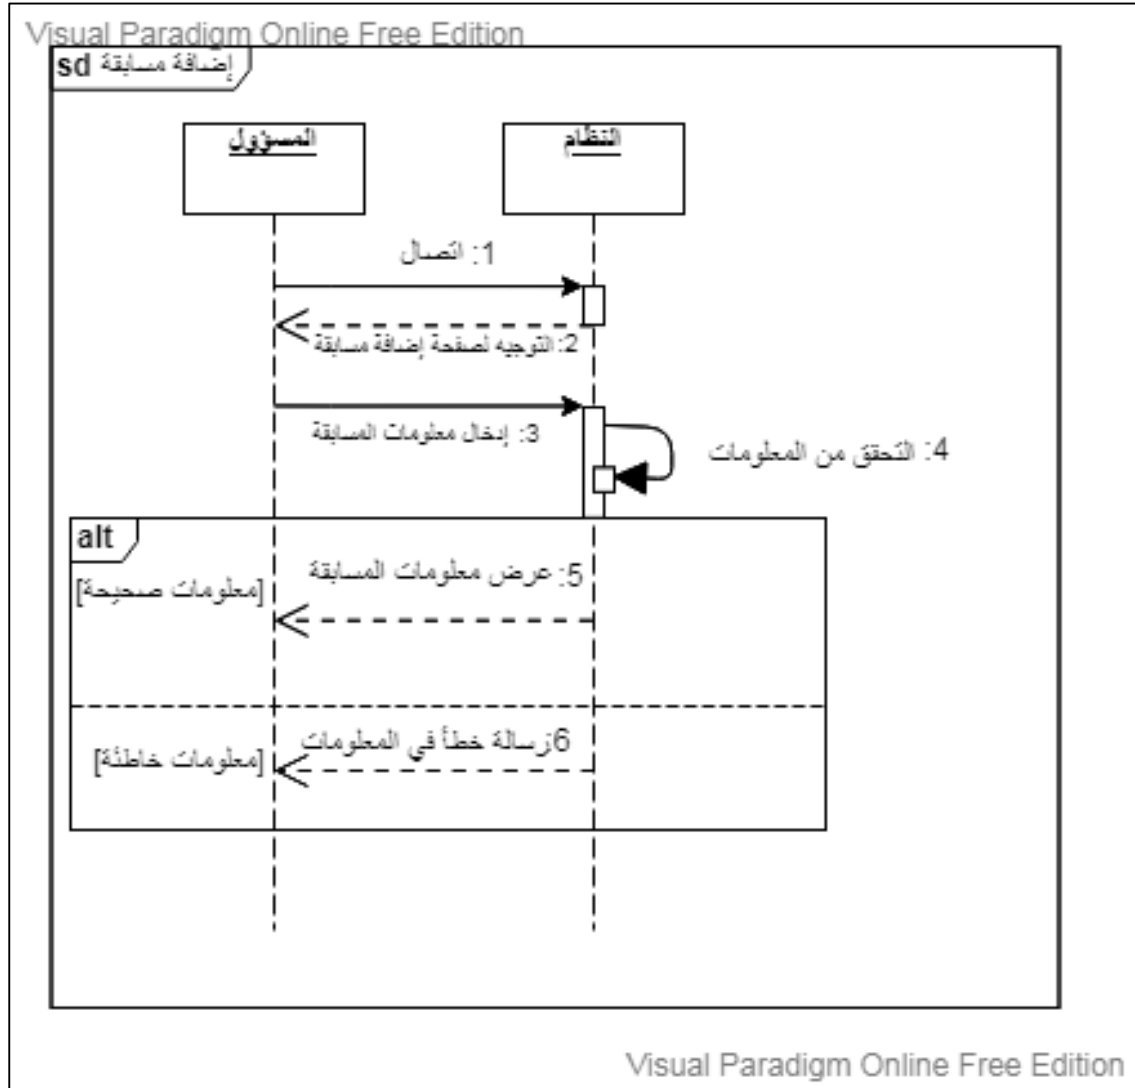 Visual Paradigm Online Free Edition
sd إضافة مسابقة
المسؤول
النظام
1: اتصال
2: التوجيه لصفحة إضافة مسابقة
3: إدخال معلومات المسابقة
4: التحقق من المعلومات
alt
5: عرض معلومات المسابقة
[معلومات صحيحة]
6رسالة خطأ في المعلومات
[معلومات خاطئة]
Visual Paradigm Online Free Edition